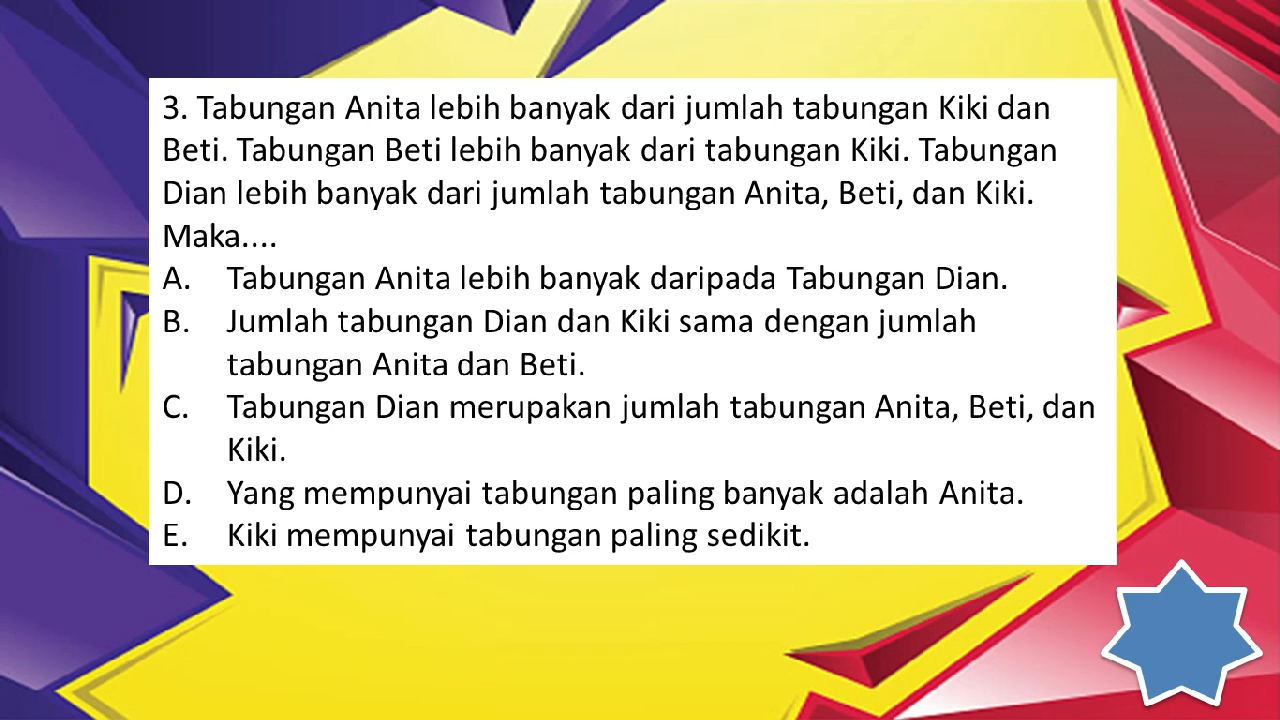 3. Tabungan Anita lebih banyak dari jumlah tabungan Kiki dan
Beti. Tabungan Beti lebih banyak dari tabungan Kiki. Tabungan
Dian lebih banyak dari jumlah tabungan Anita, Beti, dan Kiki.
Maka....
A. Tabungan Anita lebih banyak daripada Tabungan Dian.
B. Jumlah tabungan Dian dan Kiki sama dengan jumlah
tabungan Anita dan Beti.
C. Tabungan Dian merupakan jumlah tabungan Anita, Beti, dan
Kiki.
D. Yang mempunyai tabungan paling banyak adalah Anita.
E. Kiki mempunyai tabungan paling sedikit.